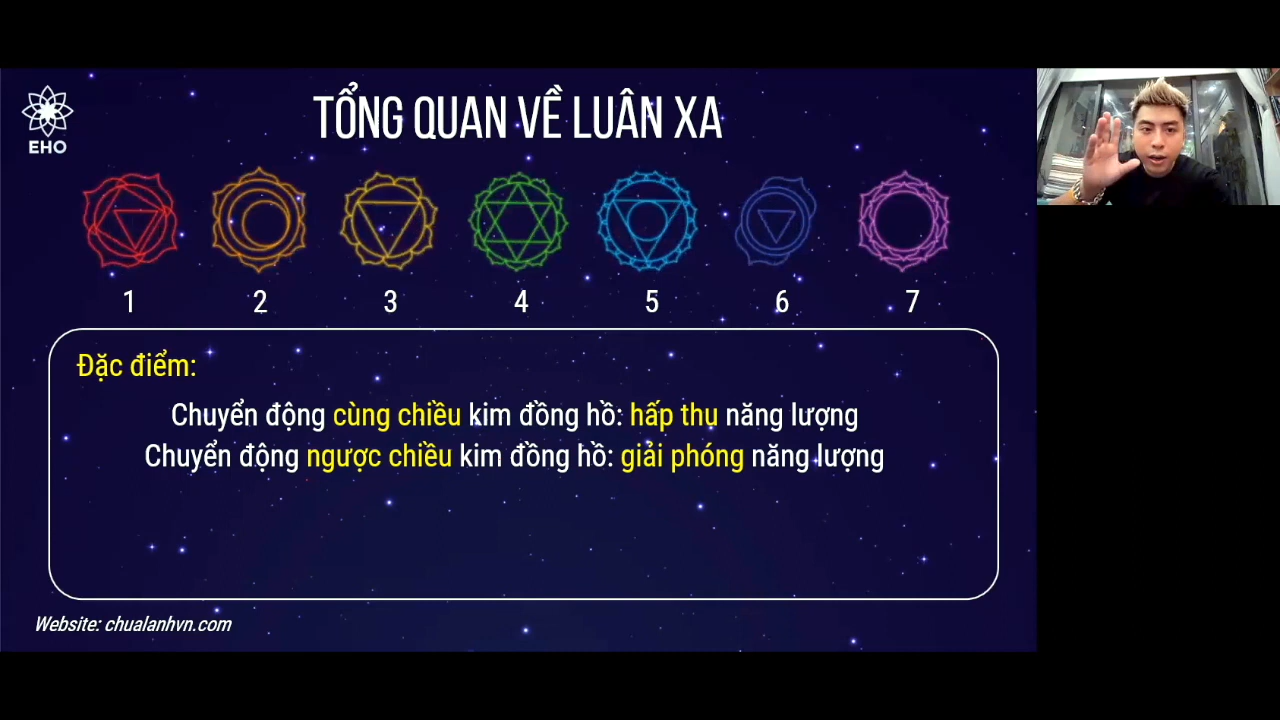 TỔNG QUAN VỀ LUÂN XA
EHO
1 2 3 4 5 6 7
Đặc điểm:
Chuyển động cùng chiều kim đồng hồ: hấp thụ năng lượng
Chuyển động ngược chiều kim đồng hồ: giải phóng năng lượng
Website: chualanhvn.com